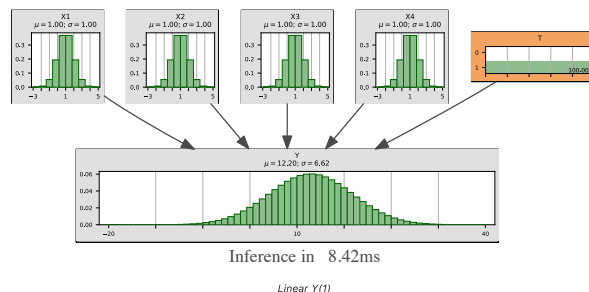 X1
μ = 1.00; σ = 1.00
0.3
0.2
0.1
0.0
−3 1 5
X2
μ = 1.00; σ = 1.00
0.3
0.2
0.1
0.0
−3 1 5
X3
μ = 1.00; σ = 1.00
0.3
0.2
0.1
0.0
−3 1 5
X4
μ = 1.00; σ = 1.00
0.3
0.2
0.1
0.0
−3 1 5
T
0
1
100.00
Y
μ = 12.20; σ = 6.62
0.06
0.04
0.02
0.00
−20 10 40
Inference in 8.42ms
Linear Y(1)